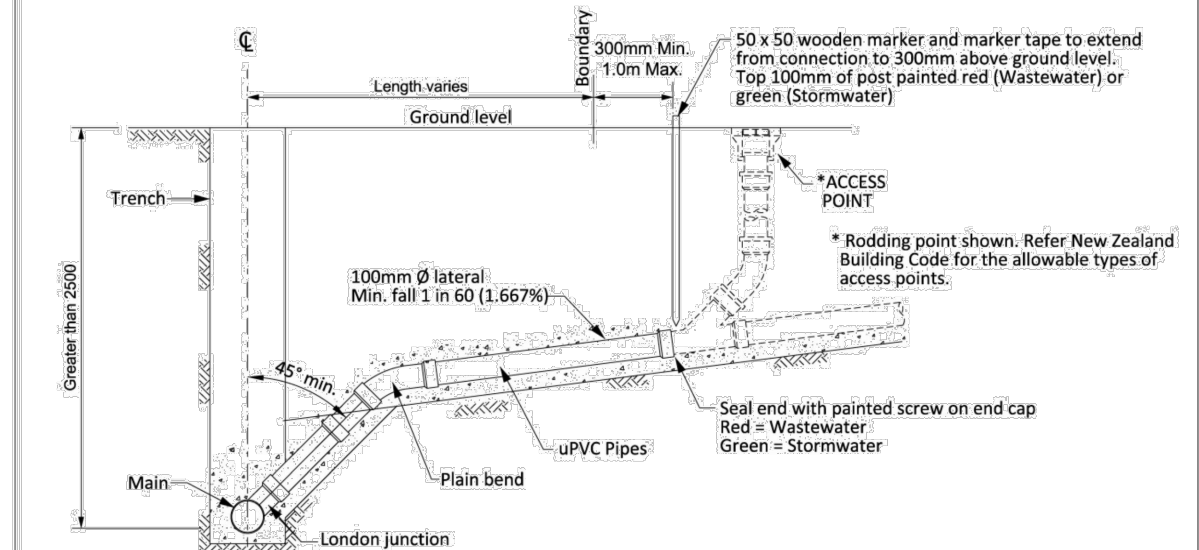 ℄
Boundary
300mm Min.
1.0m Max.
50 x 50 wooden marker and marker tape to extend
from connection to 300mm above ground level.
Top 100mm of post painted red (Wastewater) or
green (Stormwater)
Length varies
Ground level
Trench
*ACCESS
POINT
* Rodding point shown. Refer New Zealand
Building Code for the allowable types of
access points.
100mm Ø lateral
Min. fall 1 in 60 (1.667%)
Greater than 2500
45° min.
Seal end with painted screw on end cap
Red = Wastewater
Green = Stormwater
uPVC Pipes
Plain bend
Main
London junction